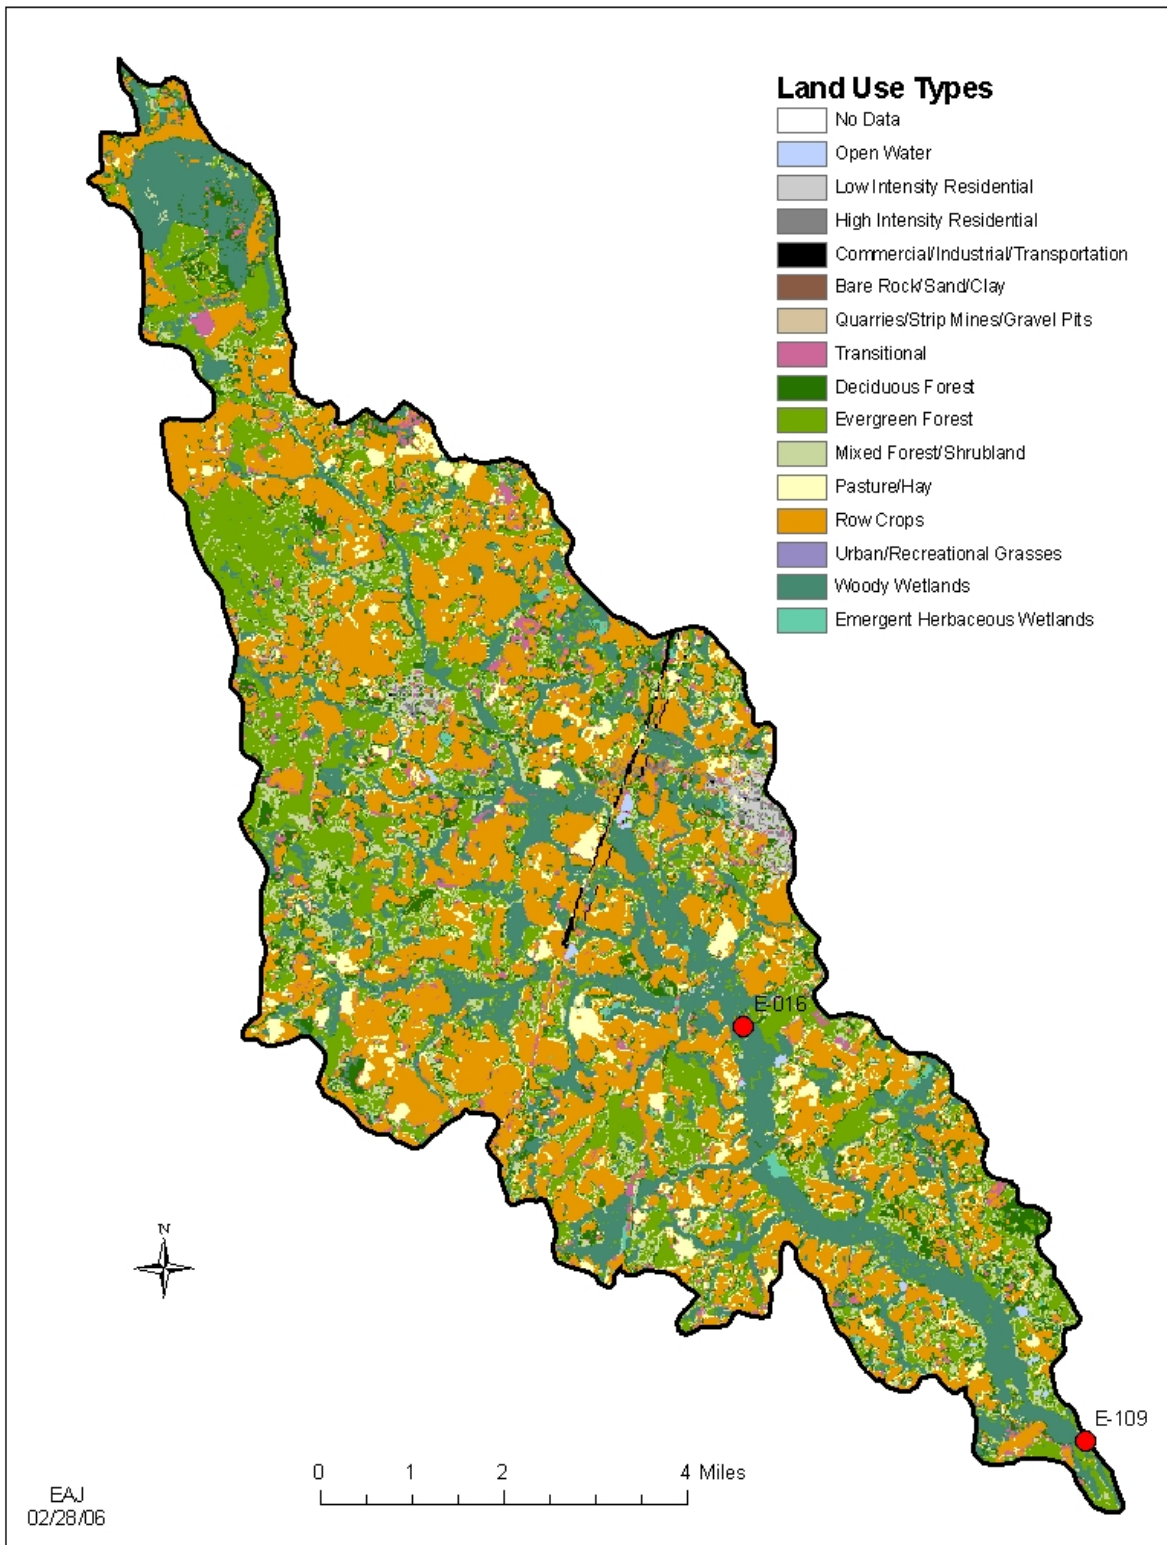 Land Use Types
No Data
Open Water
Low Intensity Residential
High Intensity Residential
Commercial/Industrial/Transportation
Bare Rock/Sand/Clay
Quarries/Strip Mines/Gravel Pits
Transitional
Deciduous Forest
Evergreen Forest
Mixed Forest/Shrubland
Pasture/Hay
Row Crops
Urban/Recreational Grasses
Woody Wetlands
Emergent Herbaceous Wetlands
E-016
N
E-109
0 1 2 4 Miles
EAJ
02/28/06